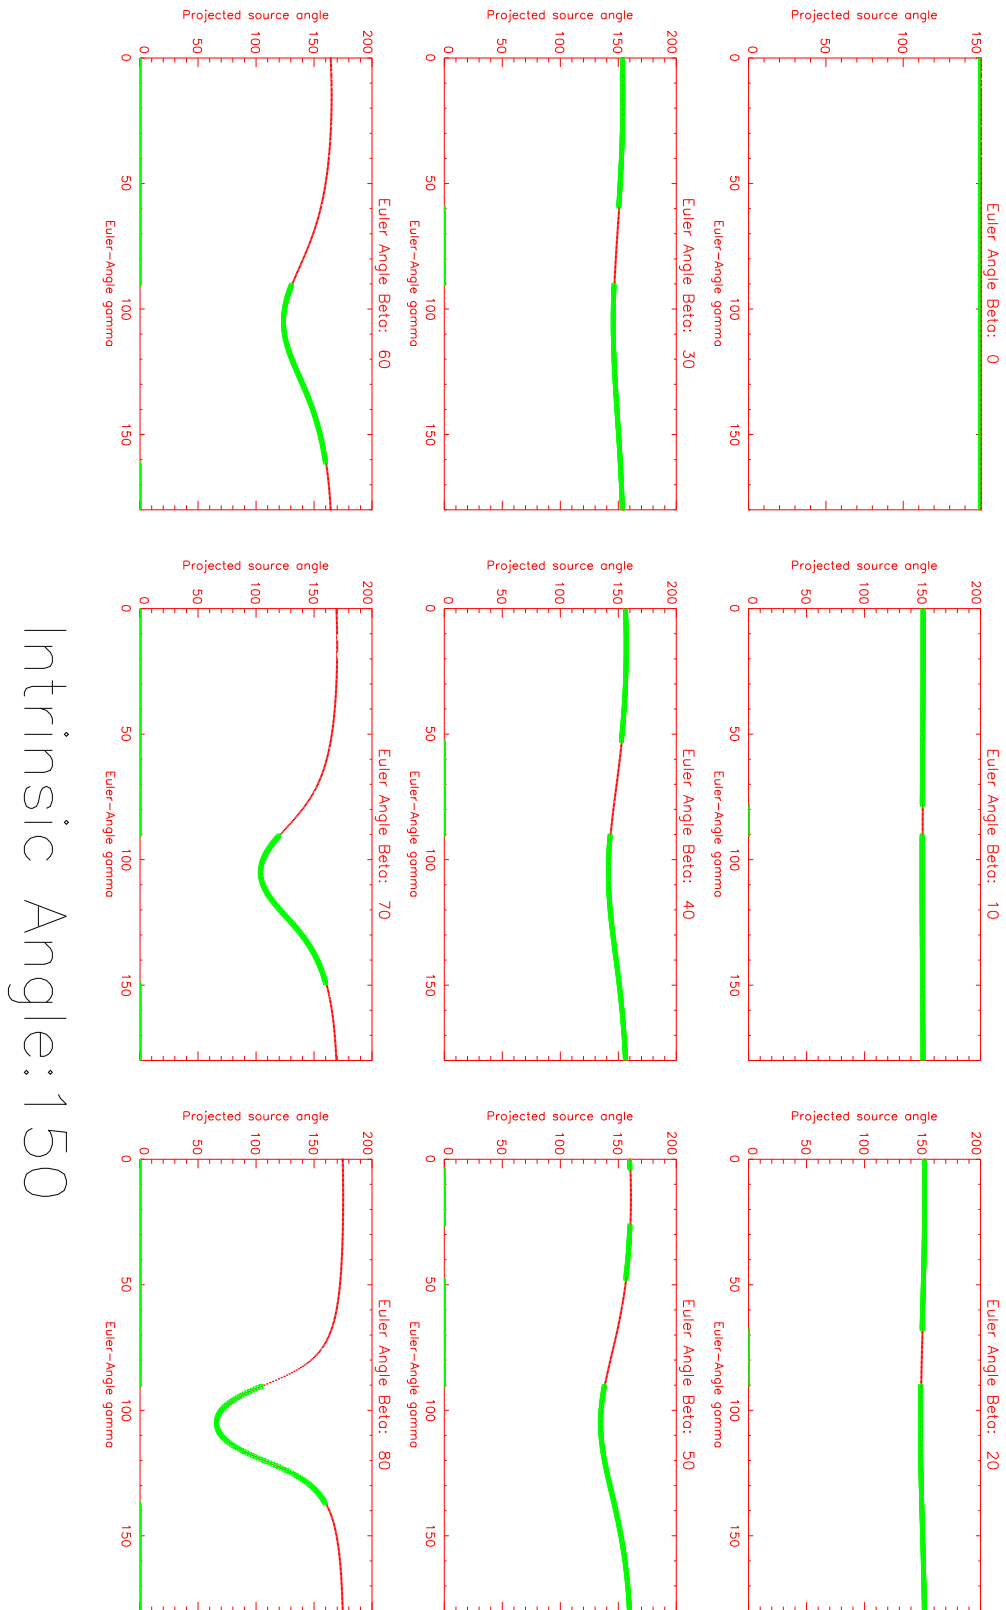 Euler Angle Beta: 0
Projected source angle
150
100
50
0
0 50 100 150
Euler-Angle gamma
Euler Angle Beta: 10
Projected source angle
200
150
100
50
0
0 50 100 150
Euler-Angle gamma
Euler Angle Beta: 20
Projected source angle
200
150
100
50
0
0 50 100 150
Euler-Angle gamma
Euler Angle Beta: 30
Projected source angle
200
150
100
50
0
0 50 100 150
Euler-Angle gamma
Euler Angle Beta: 40
Projected source angle
200
150
100
50
0
0 50 100 150
Euler-Angle gamma
Euler Angle Beta: 50
Projected source angle
200
150
100
50
0
0 50 100 150
Euler-Angle gamma
Euler Angle Beta: 60
Projected source angle
200
150
100
50
0
0 50 100 150
Euler-Angle gamma
Euler Angle Beta: 70
Projected source angle
200
150
100
50
0
0 50 100 150
Euler-Angle gamma
Euler Angle Beta: 80
Projected source angle
200
150
100
50
0
0 50 100 150
Euler-Angle gamma
Intrinsic Angle:150